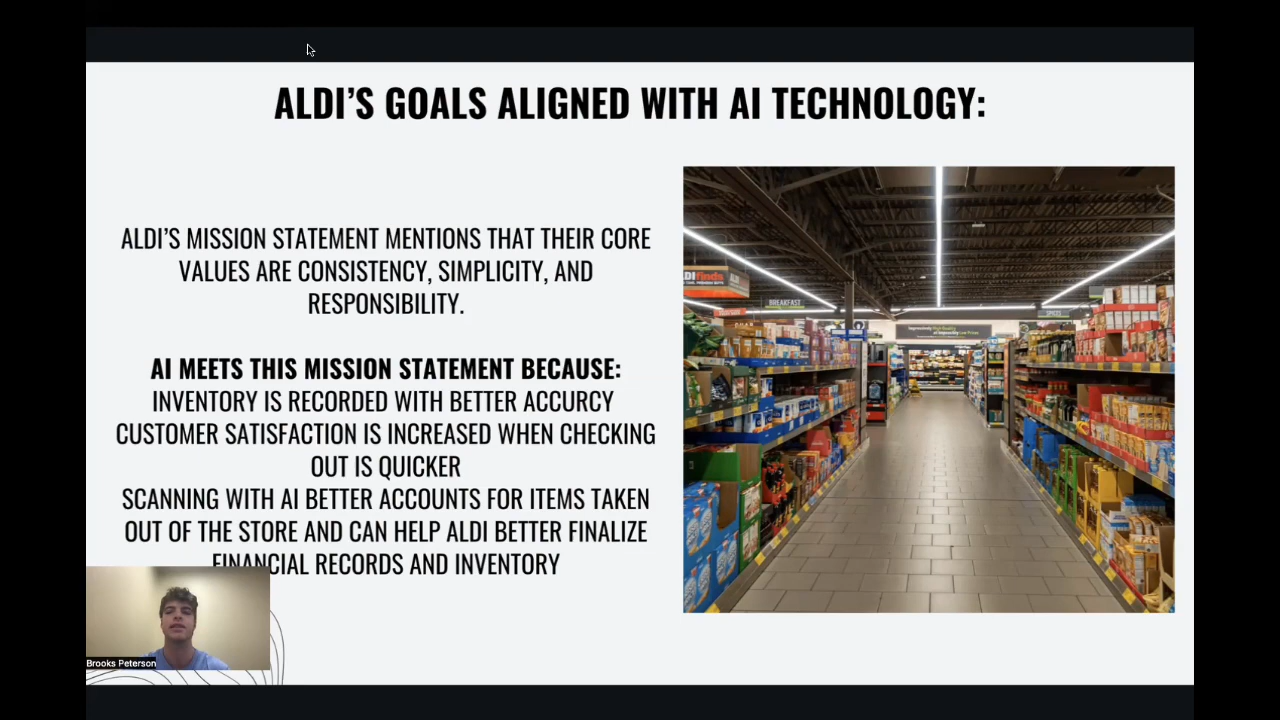 ALDI'S GOALS ALIGNED WITH AI TECHNOLOGY:
ALDI'S MISSION STATEMENT MENTIONS THAT THEIR CORE
VALUES ARE CONSISTENCY, SIMPLICITY, AND
RESPONSIBILITY.
AI MEETS THIS MISSION STATEMENT BECAUSE:
INVENTORY IS RECORDED WITH BETTER ACCURCY
CUSTOMER SATISFACTION IS INCREASED WHEN CHECKING
OUT IS QUICKER
SCANNING WITH AI BETTER ACCOUNTS FOR ITEMS TAKEN
OUT OF THE STORE AND CAN HELP ALDI BETTER FINALIZE
FINANCIAL RECORDS AND INVENTORY
DIfinds
BREAKFAST
Brooks Peterson